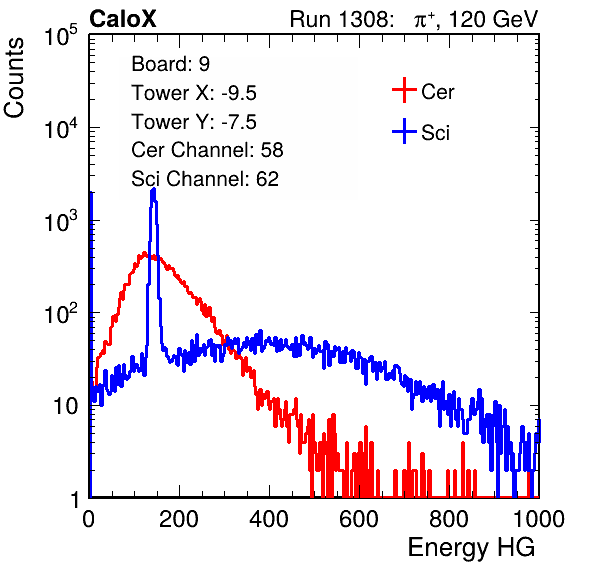 CaloX Run 1308: π⁺, 120 GeV
Counts
10⁵
10⁴
10³
10²
10
1
Board: 9
Tower X: -9.5
Tower Y: -7.5
Cer Channel: 58
Sci Channel: 62
Cer
Sci
0 200 400 600 800 1000
Energy HG